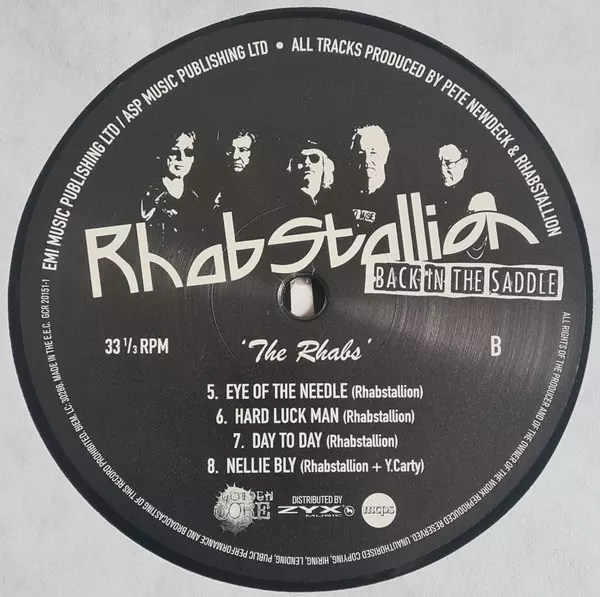 EMI MUSIC PUBLISHING LTD / ASP MUSIC PUBLISHING LTD • ALL TRACKS PRODUCED BY PETE NEWDECK & RHABSTALLION
RhabStallion
BACK IN THE SADDLE
33 1/3 RPM
'The Rhabs'
B
5. EYE OF THE NEEDLE (Rhabstallion)
6. HARD LUCK MAN (Rhabstallion)
7. DAY TO DAY (Rhabstallion)
8. NELLIE BLY (Rhabstallion + Y.Carty)
GOLDEN CORE
DISTRIBUTED BY
ZYX
MUSIC
mcps
ALL RIGHTS OF THE PRODUCER AND OF THE OWNER OF THE WORK REPRODUCED RESERVED. UNAUTHORISED COPYING, HIRING, LENDING, PUBLIC PERFORMANCE AND BROADCASTING OF THIS RECORD PROHIBITED. BIEM. LC: 30286. MADE IN THE E.E.C. GCR 20151-1